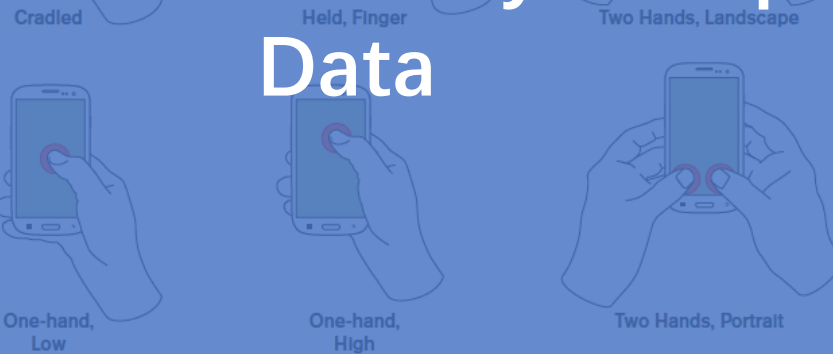 Cradled
Held, Finger
Two Hands, Landscape
Data
One-hand,
Low
One-hand,
High
Two Hands, Portrait